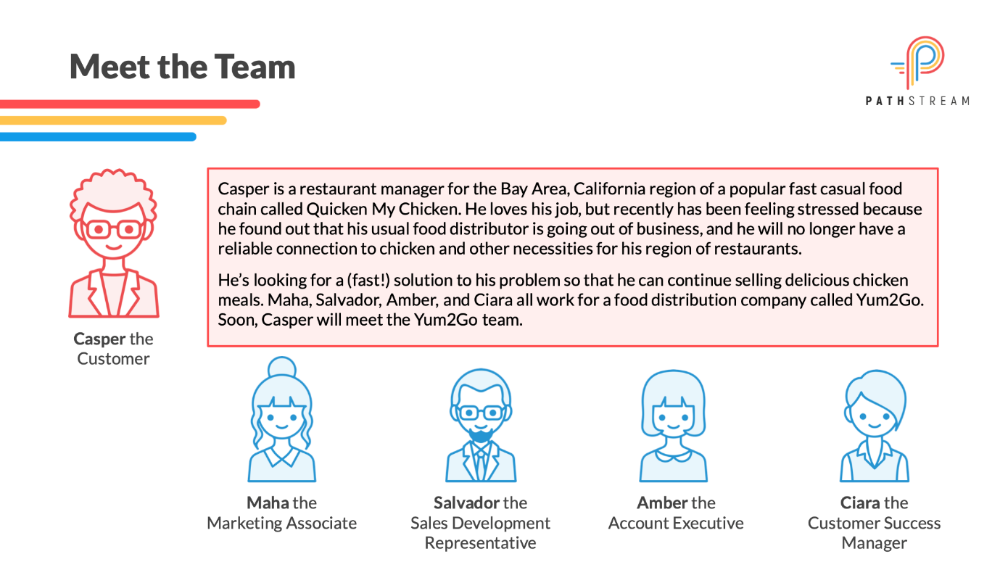 Meet the Team
PATHSTREAM
Casper is a restaurant manager for the Bay Area, California region of a popular fast casual food
chain called Quicken My Chicken. He loves his job, but recently has been feeling stressed because
he found out that his usual food distributor is going out of business, and he will no longer have a
reliable connection to chicken and other necessities for his region of restaurants.
He’s looking for a (fast!) solution to his problem so that he can continue selling delicious chicken
meals. Maha, Salvador, Amber, and Ciara all work for a food distribution company called Yum2Go.
Soon, Casper will meet the Yum2Go team.
Casper the
Customer
Maha the
Marketing Associate
Salvador the
Sales Development
Representative
Amber the
Account Executive
Ciara the
Customer Success
Manager